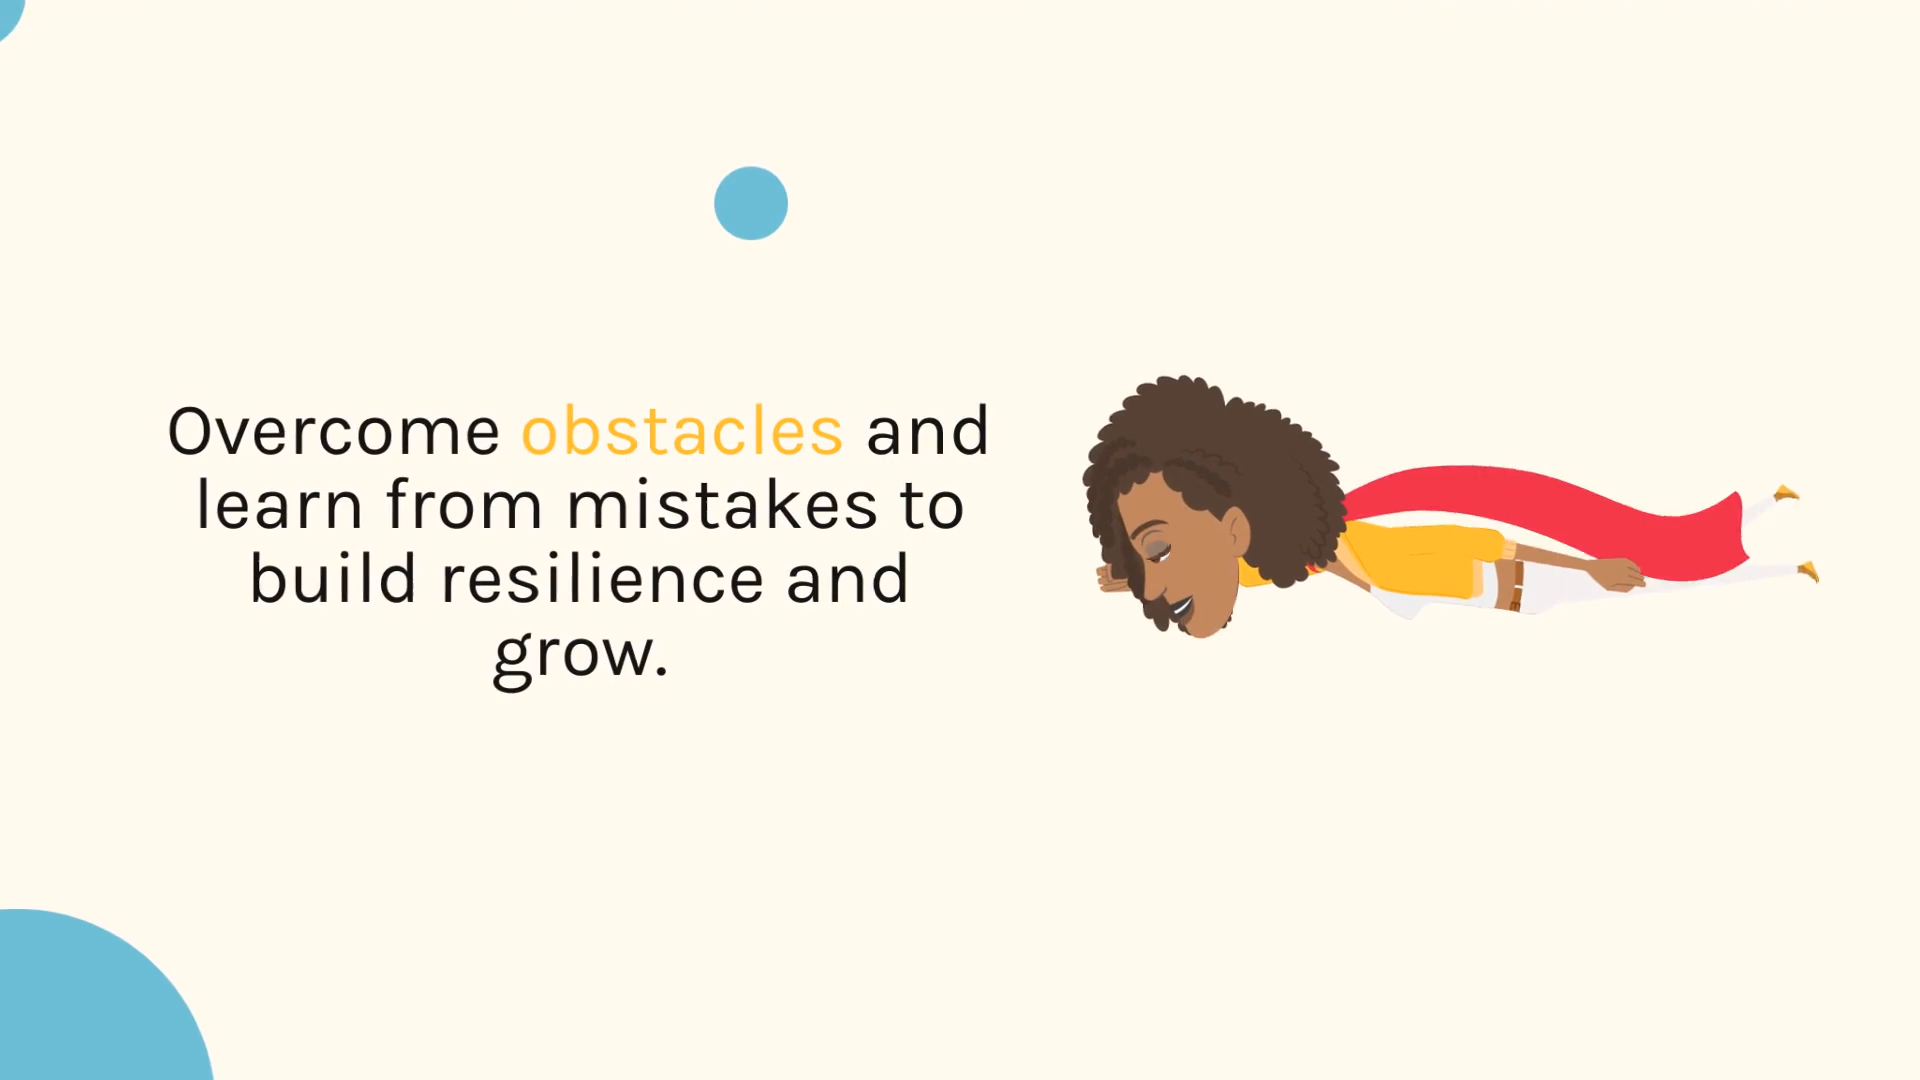 Overcome obstacles and
learn from mistakes to
build resilience and
grow.